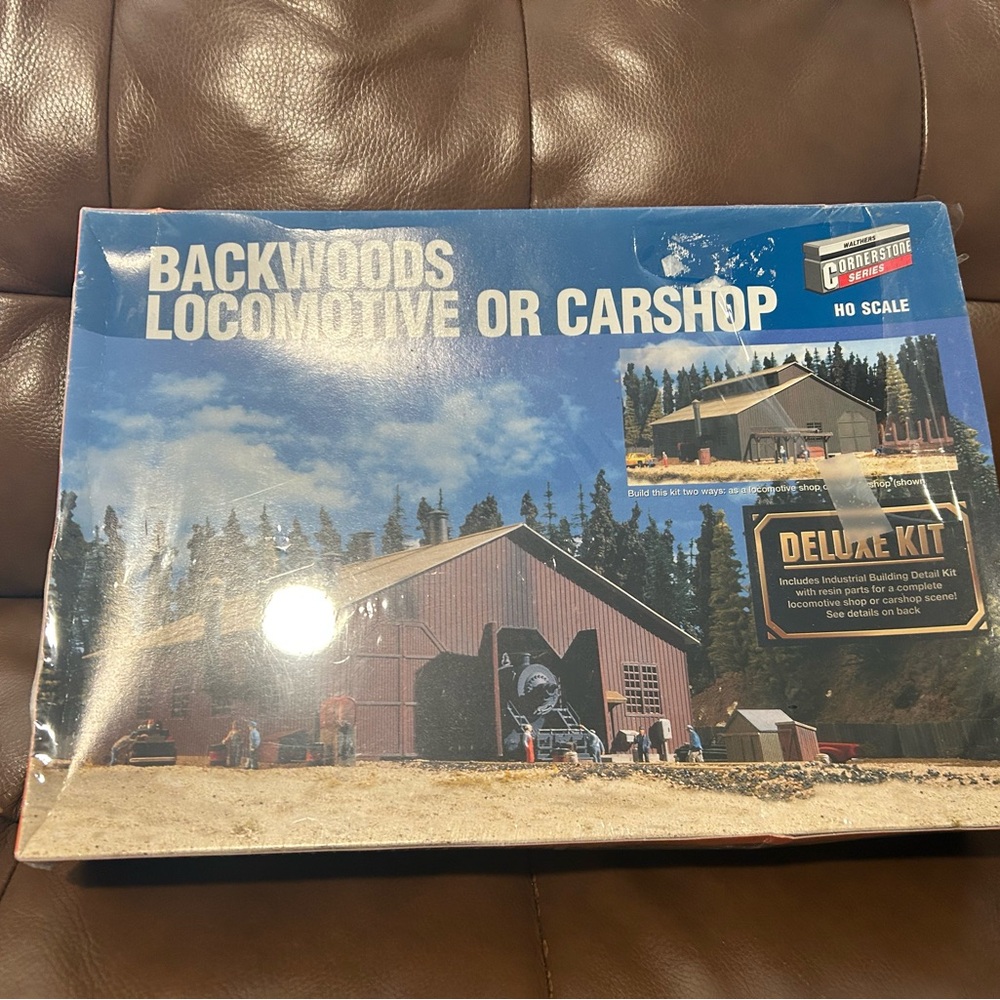 BACKWOODS
LOCOMOTIVE OR CARSHOP
WALTHERS
CORNERSTONE
SERIES
HO SCALE
Build this kit two ways: as a locomotive shop shop (shown
DELUXE KIT
Includes Industrial Building Detail Kit
with resin parts for a complete
locomotive shop or carshop scene!
See details on back